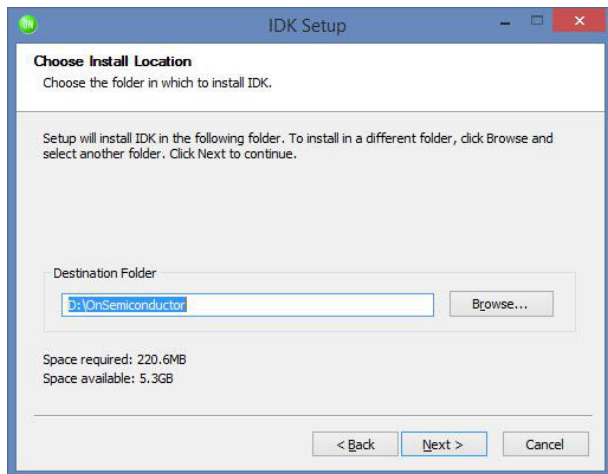 ON
IDK Setup
Choose Install Location
Choose the folder in which to install IDK.
Setup will install IDK in the following folder. To install in a different folder, click Browse and
select another folder. Click Next to continue.
Destination Folder
D:\OnSemiconductor
Browse...
Space required: 220.6MB
Space available: 5.3GB
< Back
Next >
Cancel